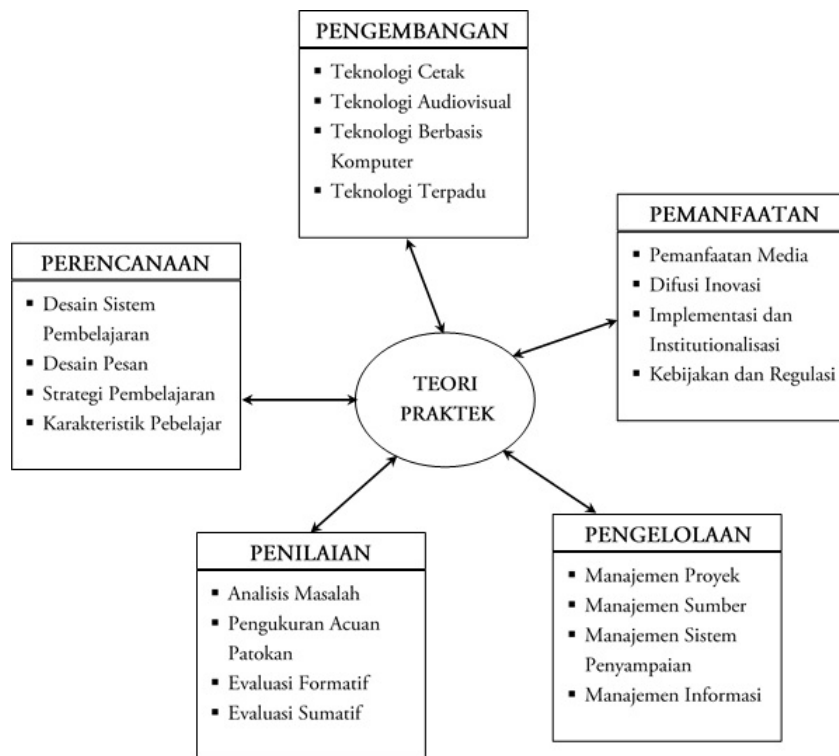 PENGEMBANGAN
▪ Teknologi Cetak
▪ Teknologi Audiovisual
▪ Teknologi Berbasis
Komputer
▪ Teknologi Terpadu
PEMANFAATAN
▪ Pemanfaatan Media
▪ Difusi Inovasi
▪ Implementasi dan
Institutionalisasi
▪ Kebijakan dan Regulasi
PERENCANAAN
▪ Desain Sistem
Pembelajaran
▪ Desain Pesan
▪ Strategi Pembelajaran
▪ Karakteristik Pebelajar
TEORI
PRAKTEK
PENILAIAN
▪ Analisis Masalah
▪ Pengukuran Acuan
Patokan
▪ Evaluasi Formatif
▪ Evaluasi Sumatif
PENGELOLAAN
▪ Manajemen Proyek
▪ Manajemen Sumber
▪ Manajemen Sistem
Penyampaian
▪ Manajemen Informasi